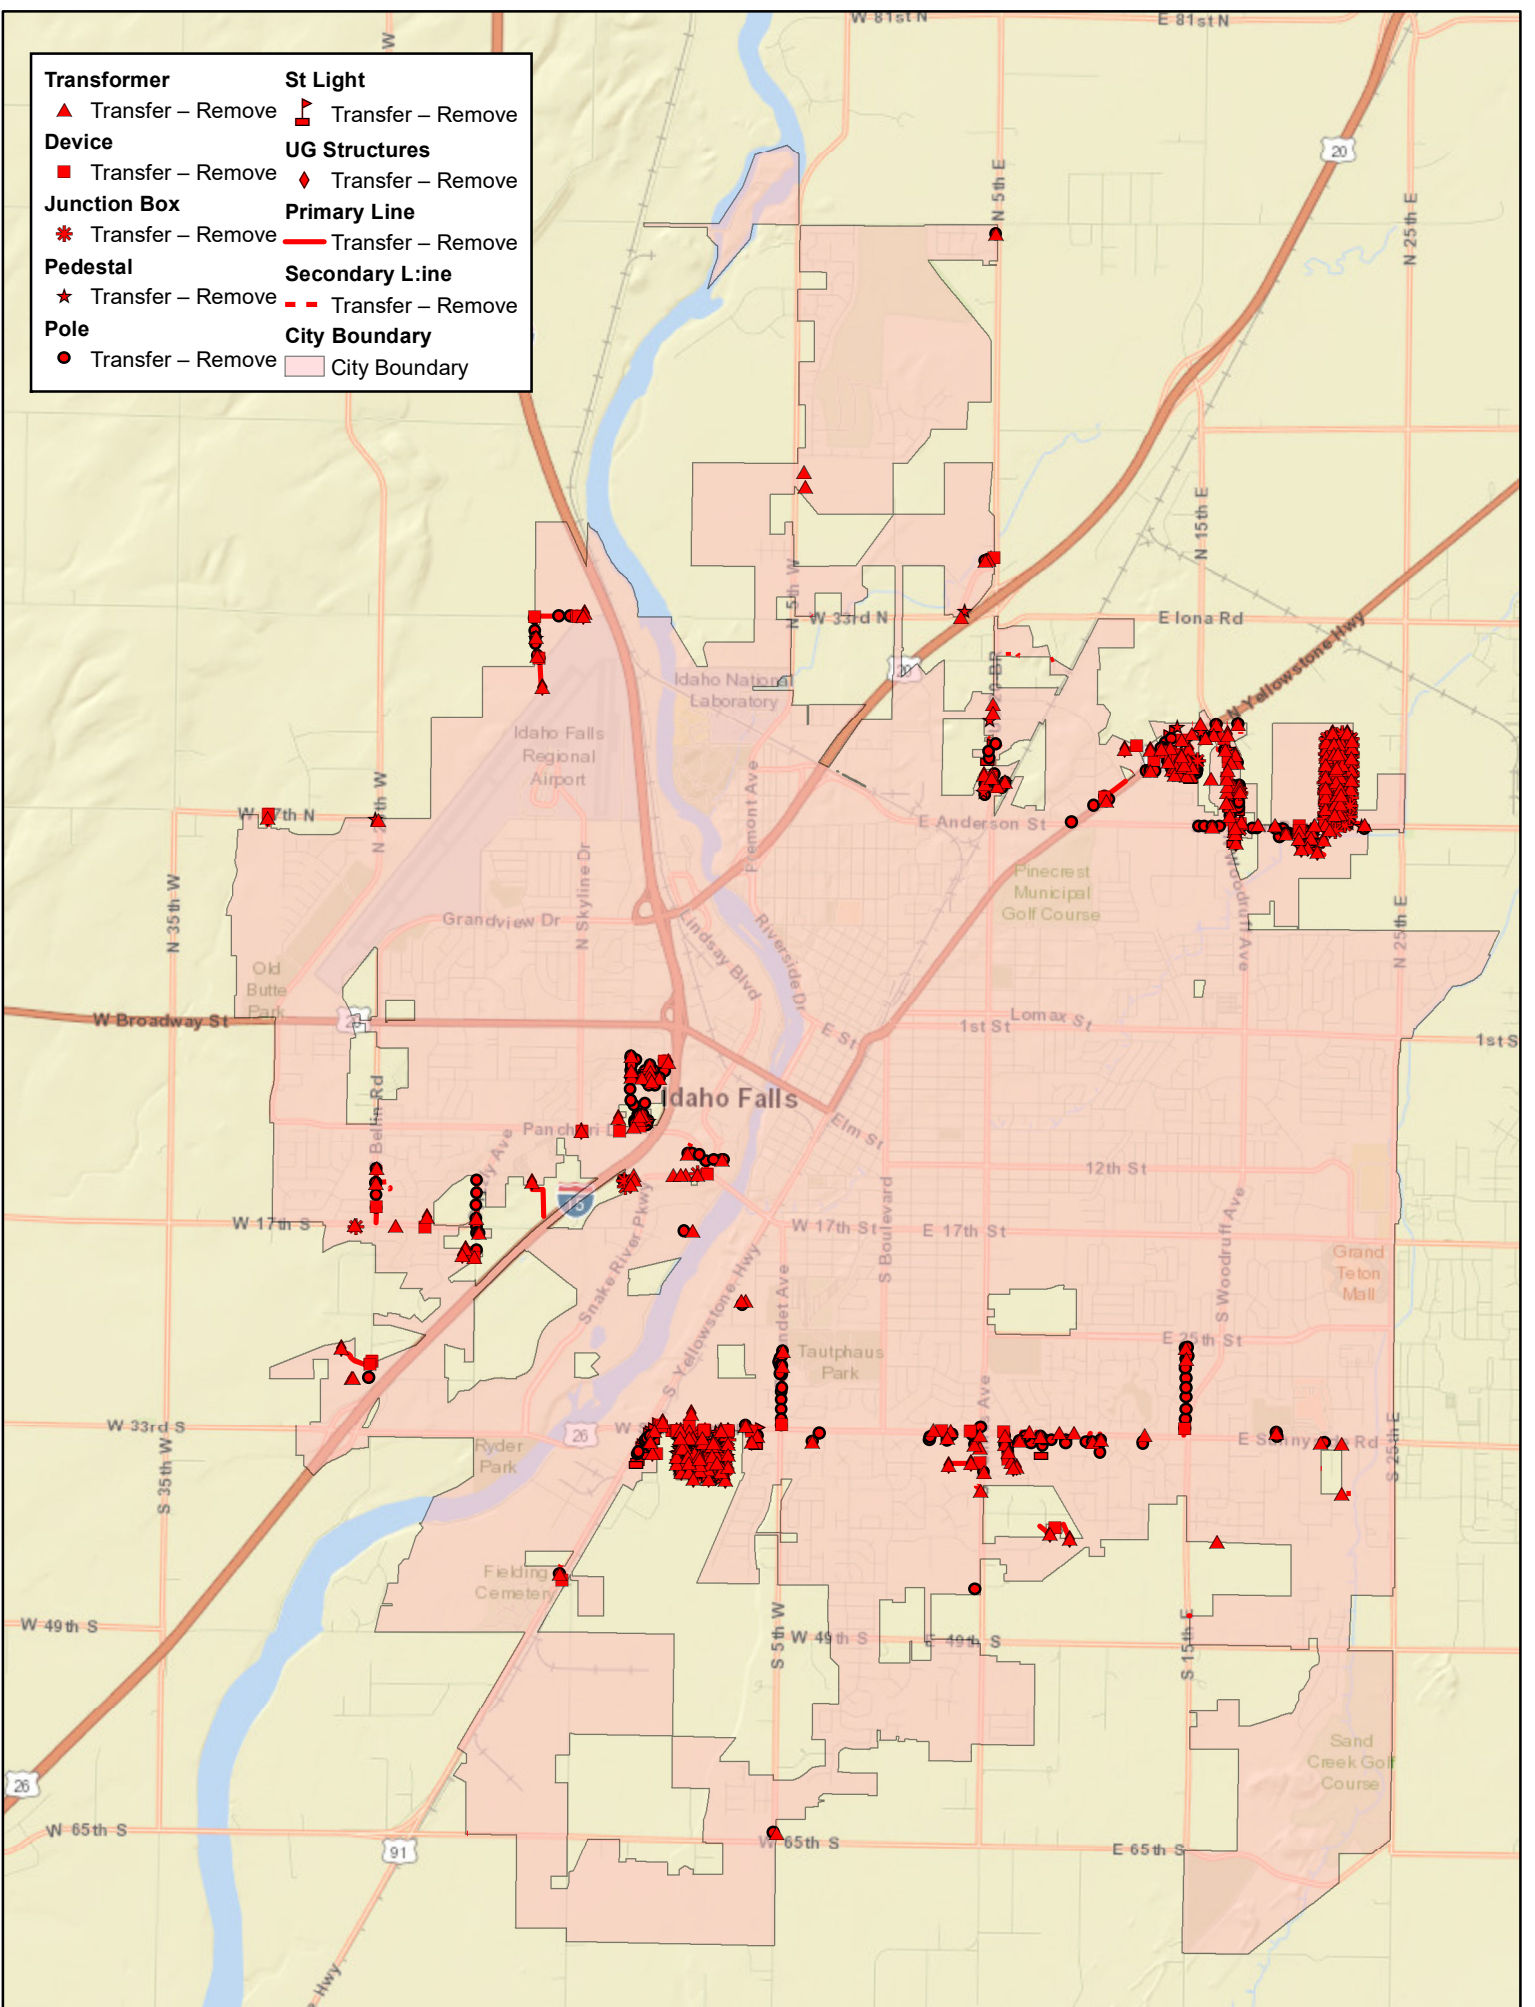 W 81st N
E 81st N
W
Transformer
Transfer – Remove
Device
Transfer – Remove
Junction Box
Transfer – Remove
Pedestal
Transfer – Remove
Pole
Transfer – Remove
St Light
Transfer – Remove
UG Structures
Transfer – Remove
Primary Line
Transfer – Remove
Secondary L:ine
Transfer – Remove
City Boundary
City Boundary
20
N 5th E
N 25th E
N 15th E
N 5th W
W 33rd N
E Iona Rd
20
N Yellowstone Hwy
Idaho National
Laboratory
Idaho Falls
Regional
Airport
E Anderson St
Pinecrest
Municipal
Golf Course
N 35th W
N Skyline Dr
Grandview Dr
Lindsay Blvd
Riverside Dr
N 25th E
Old
Butte
Park
W Broadway St
E St
1st St
Lomax St
1st S
Bellin Rd
Idaho Falls
Elm St
12th St
15
W 17th S
W 17th St
E 17th St
S Boulevard
S Woodruff Ave
Snake River Pkwy
S Yellowstone Hwy
Grand
Teton
Mall
E 25th St
Tautphaus
Park
W 33rd S
26
Ryder
Park
S 35th W
S 25th E
Fielding
Cemetery
W 49th S
W 49th S
E 49th S
S 5th W
S 15th E
Sand
Creek Golf
Course
26
W 65th S
91
W 65th S
E 65th S
Hwy